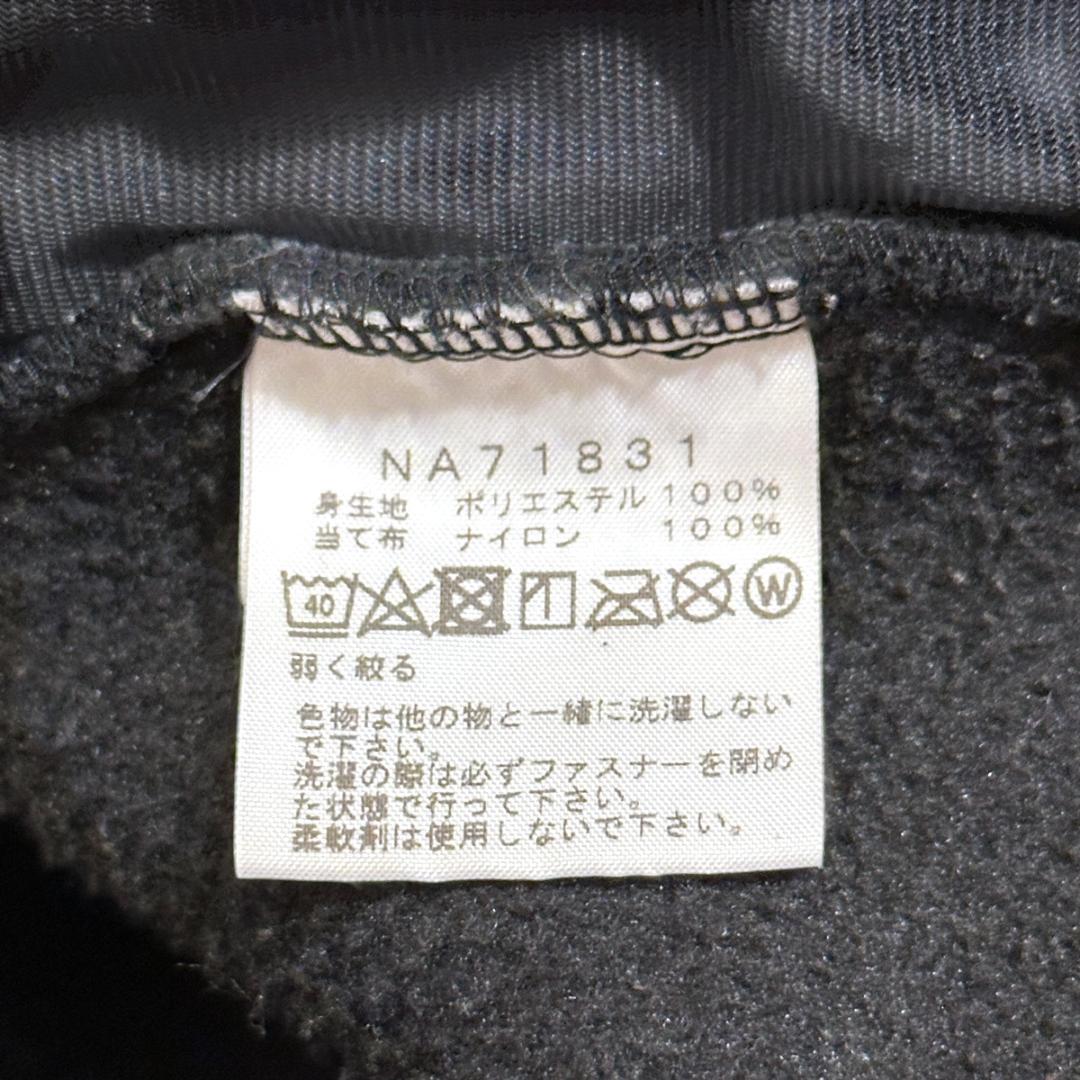 NA71831
身生地 ポリエステル 100%
当て布 ナイロン 100%
40 W
弱く絞る
色物は他の物と一緒に洗濯しない
で下さい。
洗濯の際は必ずファスナーを閉め
た状態で行って下さい。
柔軟剤は使用しないで下さい。